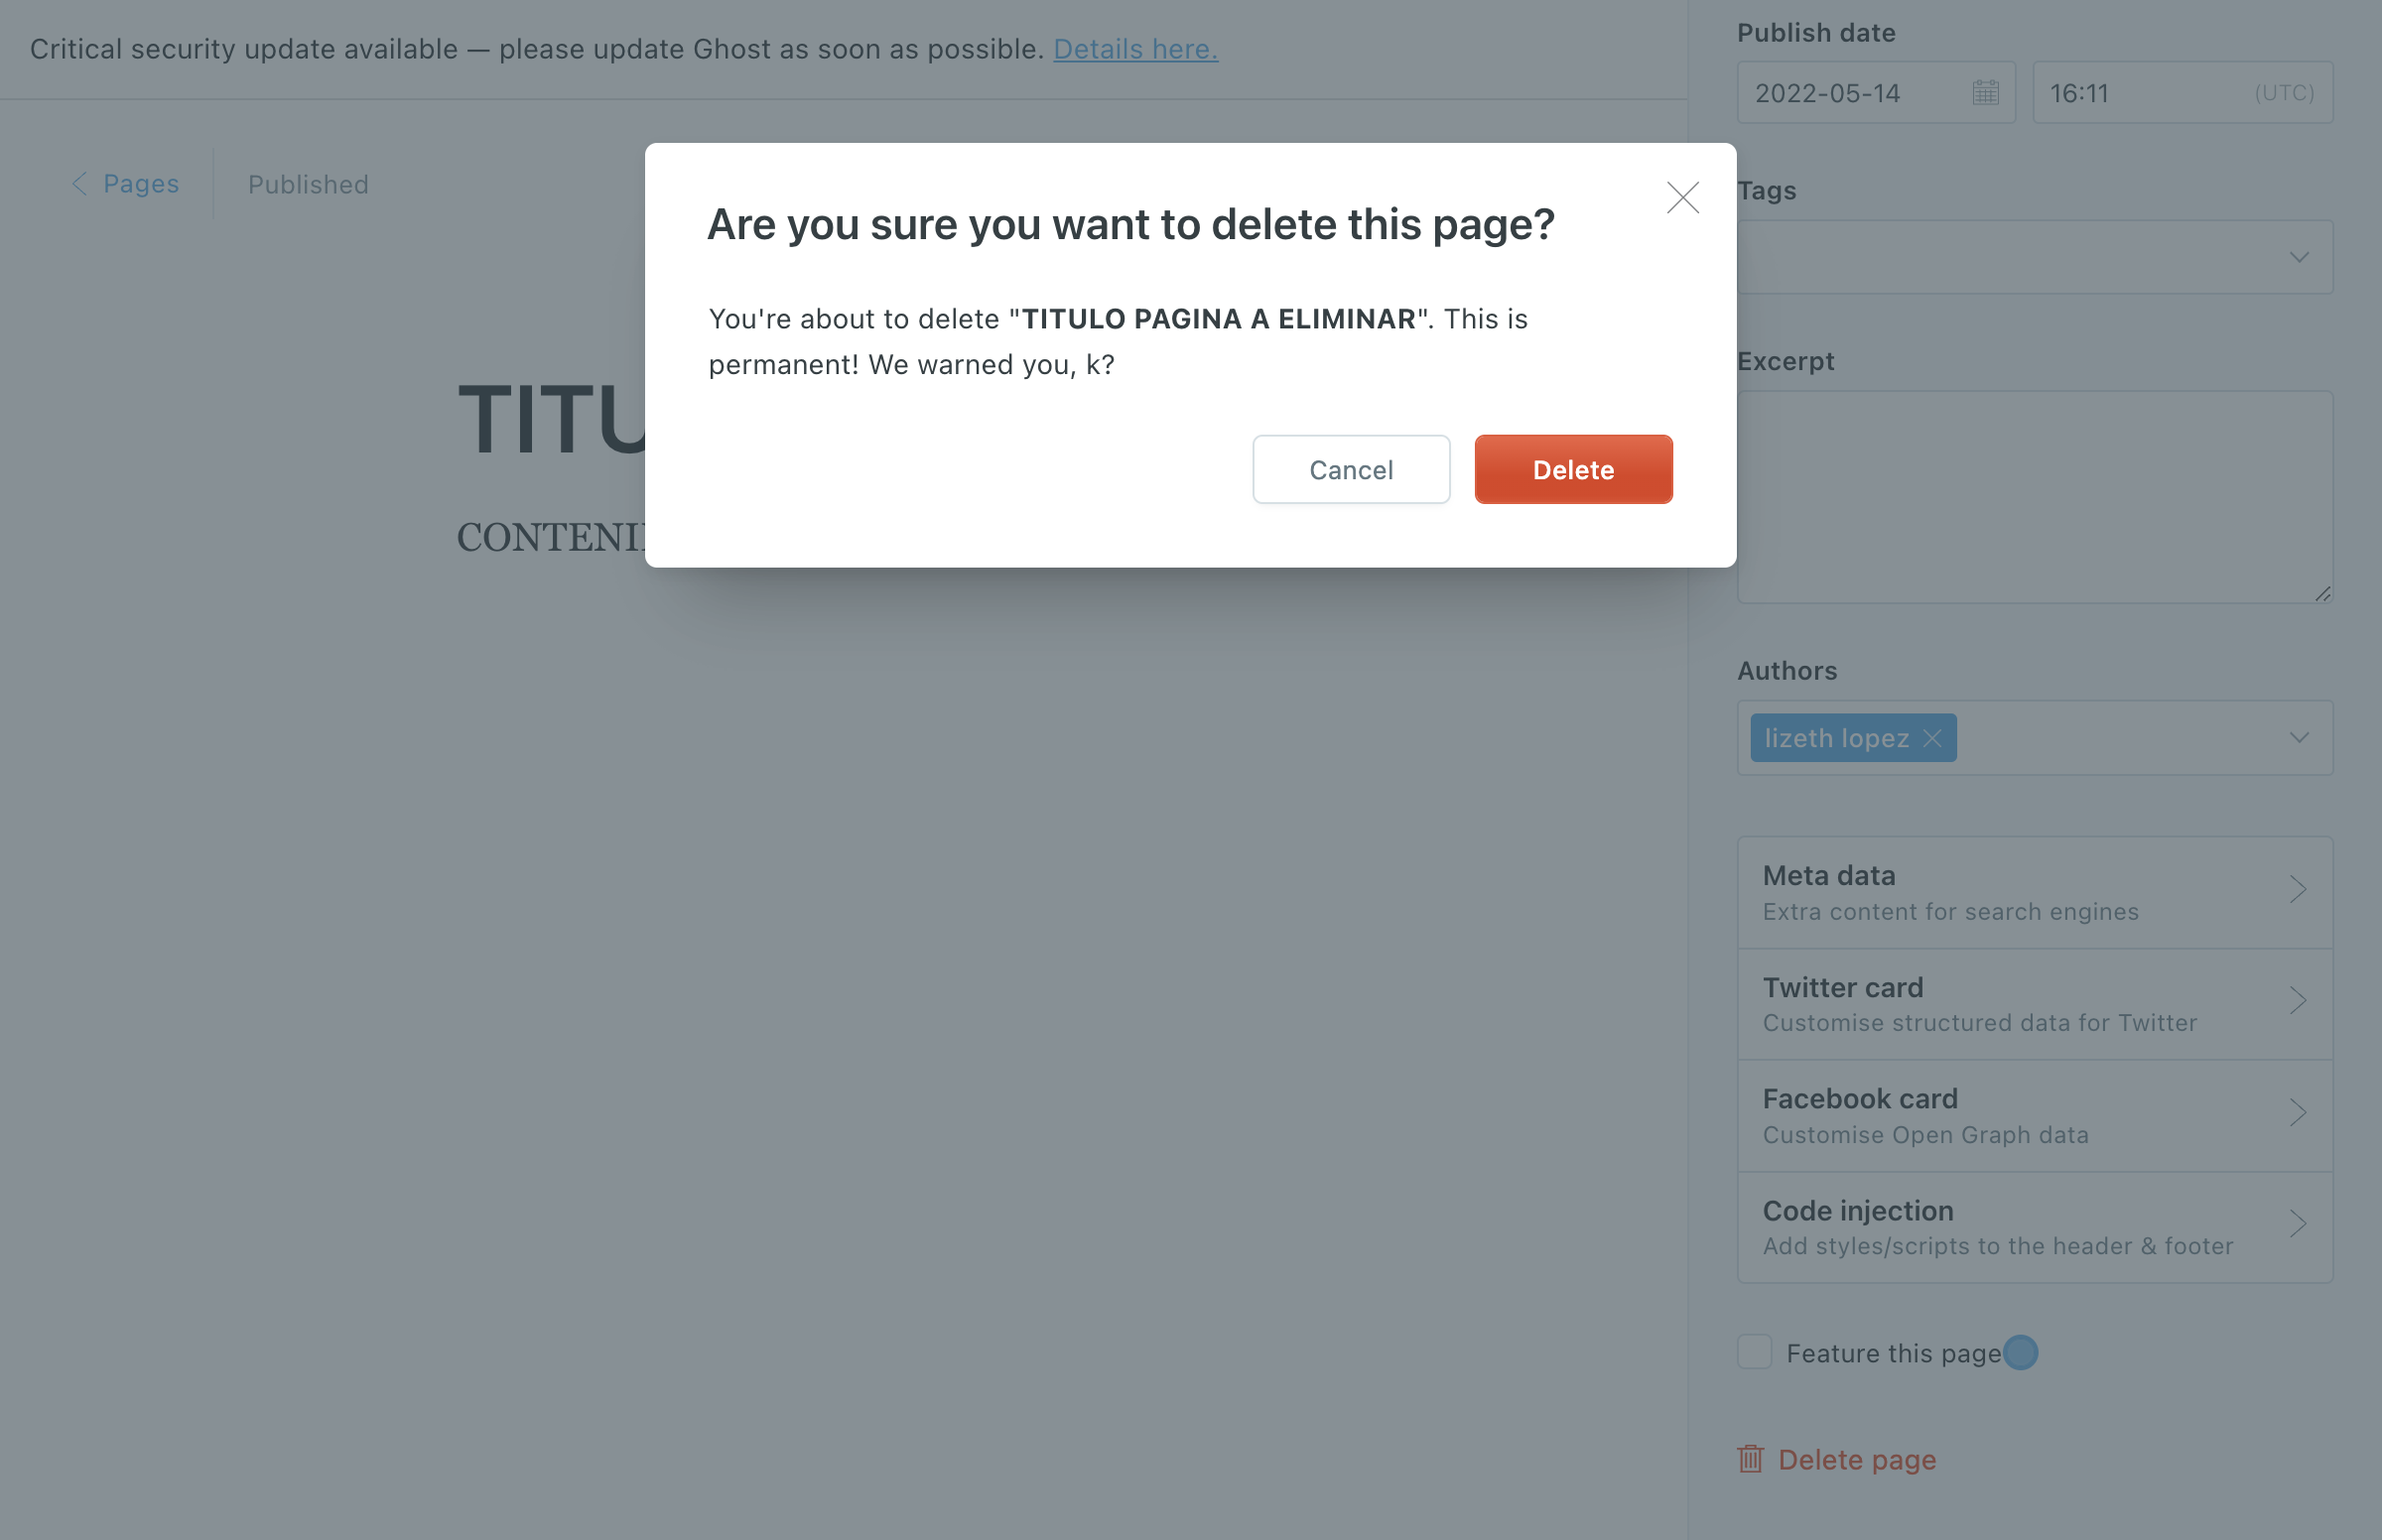 Critical security update available — please update Ghost as soon as possible. Details here.
Pages
Published
Are you sure you want to delete this page?
You're about to delete "TITULO PAGINA A ELIMINAR". This is
permanent! We warned you, k?
Cancel
Delete
Publish date
2022-05-14
16:11
(UTC)
Tags
Excerpt
Authors
lizeth lopez
Meta data
Extra content for search engines
Twitter card
Customise structured data for Twitter
Facebook card
Customise Open Graph data
Code injection
Add styles/scripts to the header & footer
Feature this page
Delete page